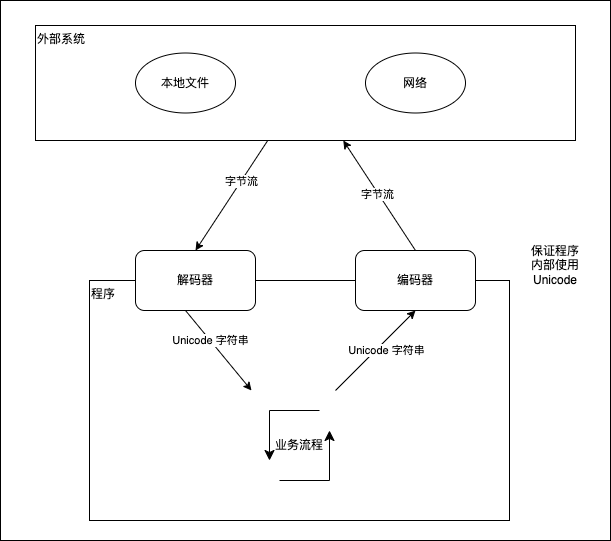 外部系统
本地文件
网络
字节流
字节流
解码器
编码器
保证程序
内部使用
Unicode
程序
Unicode 字符串
Unicode 字符串
业务流程